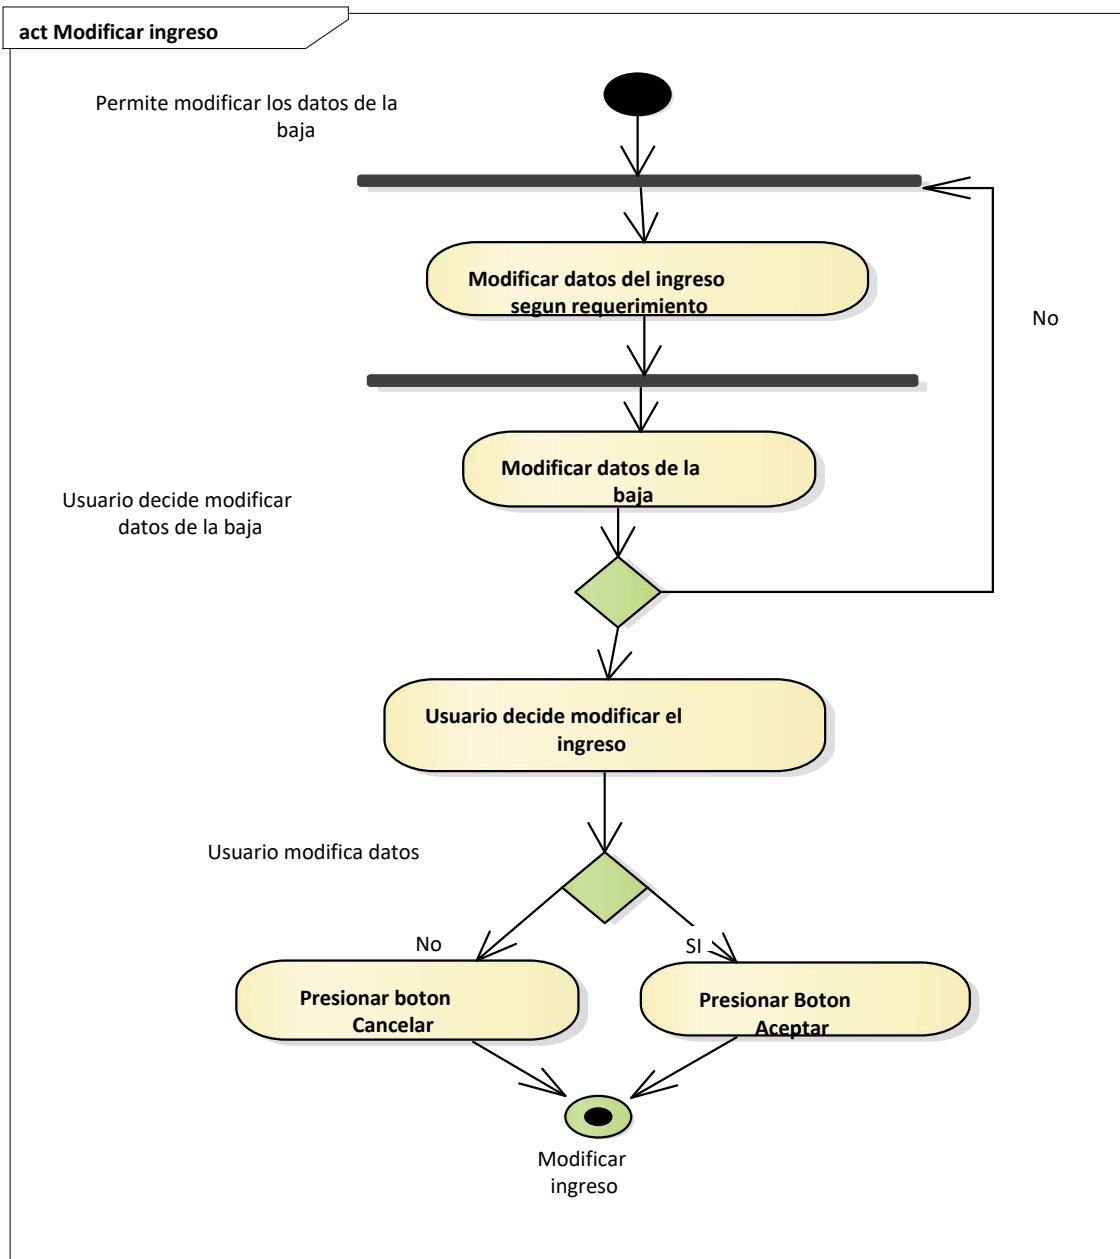 act Modificar ingreso
Permite modificar los datos de la
baja
Modificar datos del ingreso
segun requerimiento
No
Modificar datos de la
baja
Usuario decide modificar
datos de la baja
Usuario decide modificar el
ingreso
Usuario modifica datos
No
SI
Presionar boton
Cancelar
Presionar Boton
Aceptar
Modificar
ingreso